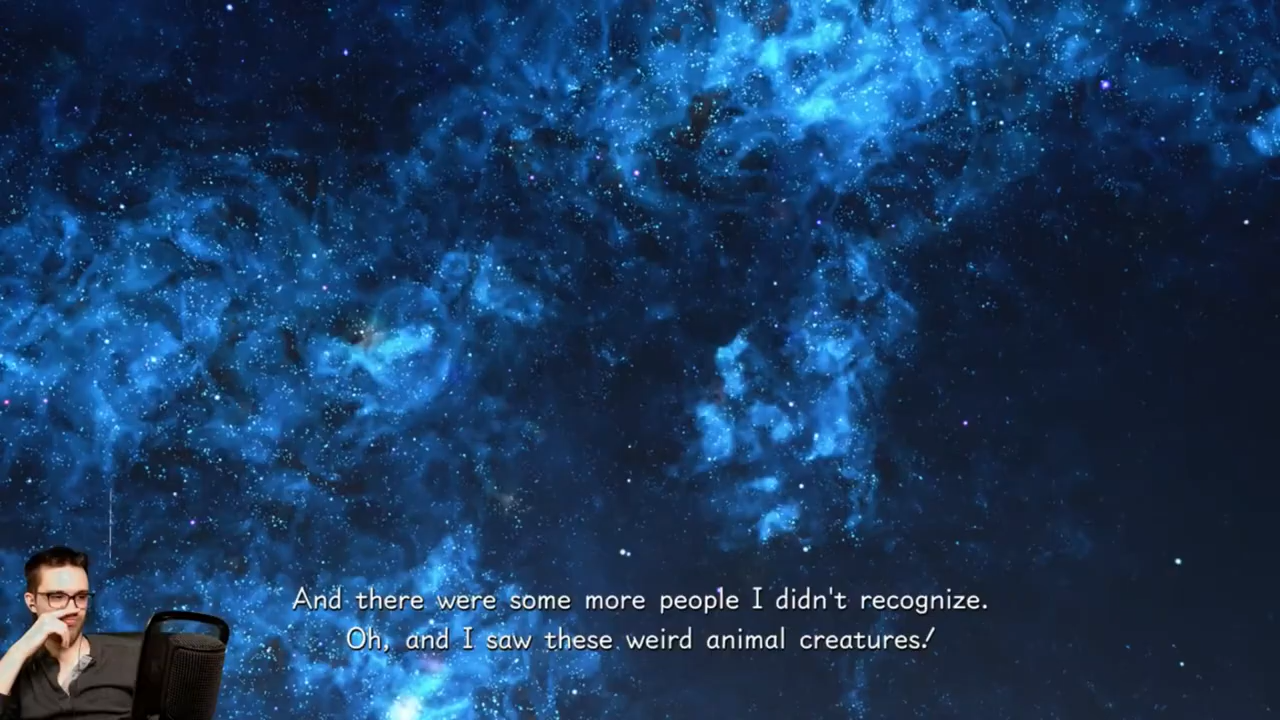 And there were some more people I didn't recognize.
Oh, and I saw these weird animal creatures!